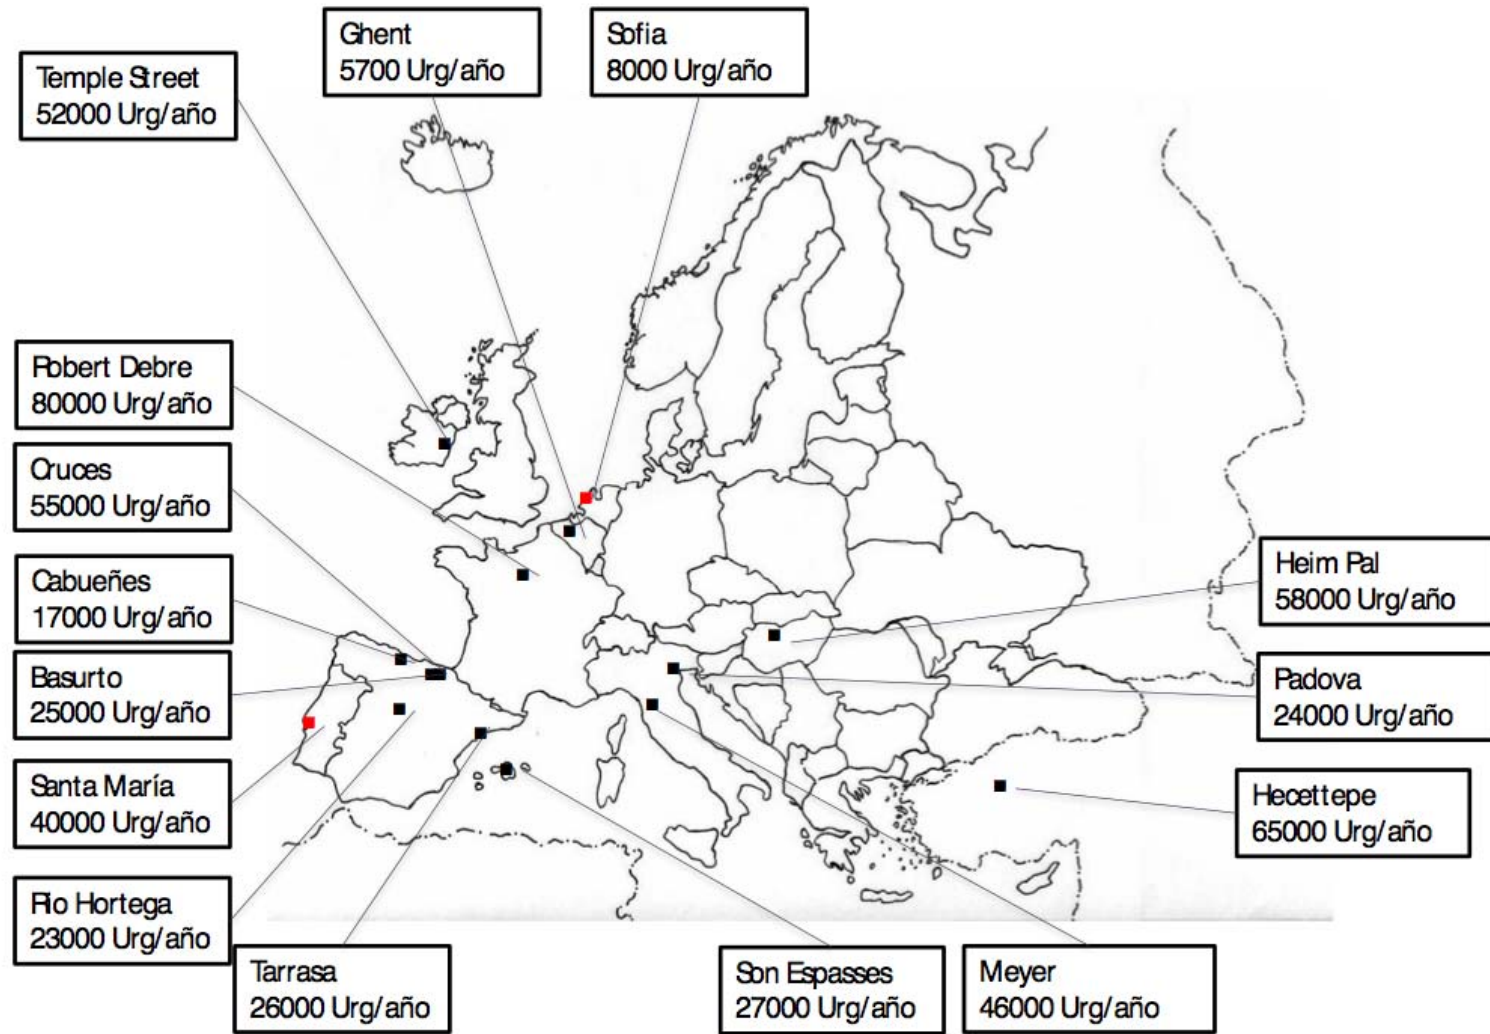 Ghent
5700 Urg/año
Sofia
8000 Urg/año
Temple Street
52000 Urg/año
Robert Debre
80000 Urg/año
Cruces
55000 Urg/año
Cabueñes
17000 Urg/año
Basurto
25000 Urg/año
Santa María
40000 Urg/año
Rio Hortega
23000 Urg/año
Tarrasa
26000 Urg/año
Son Espasses
27000 Urg/año
Meyer
46000 Urg/año
Heim Pal
58000 Urg/año
Padova
24000 Urg/año
Hecettepe
65000 Urg/año